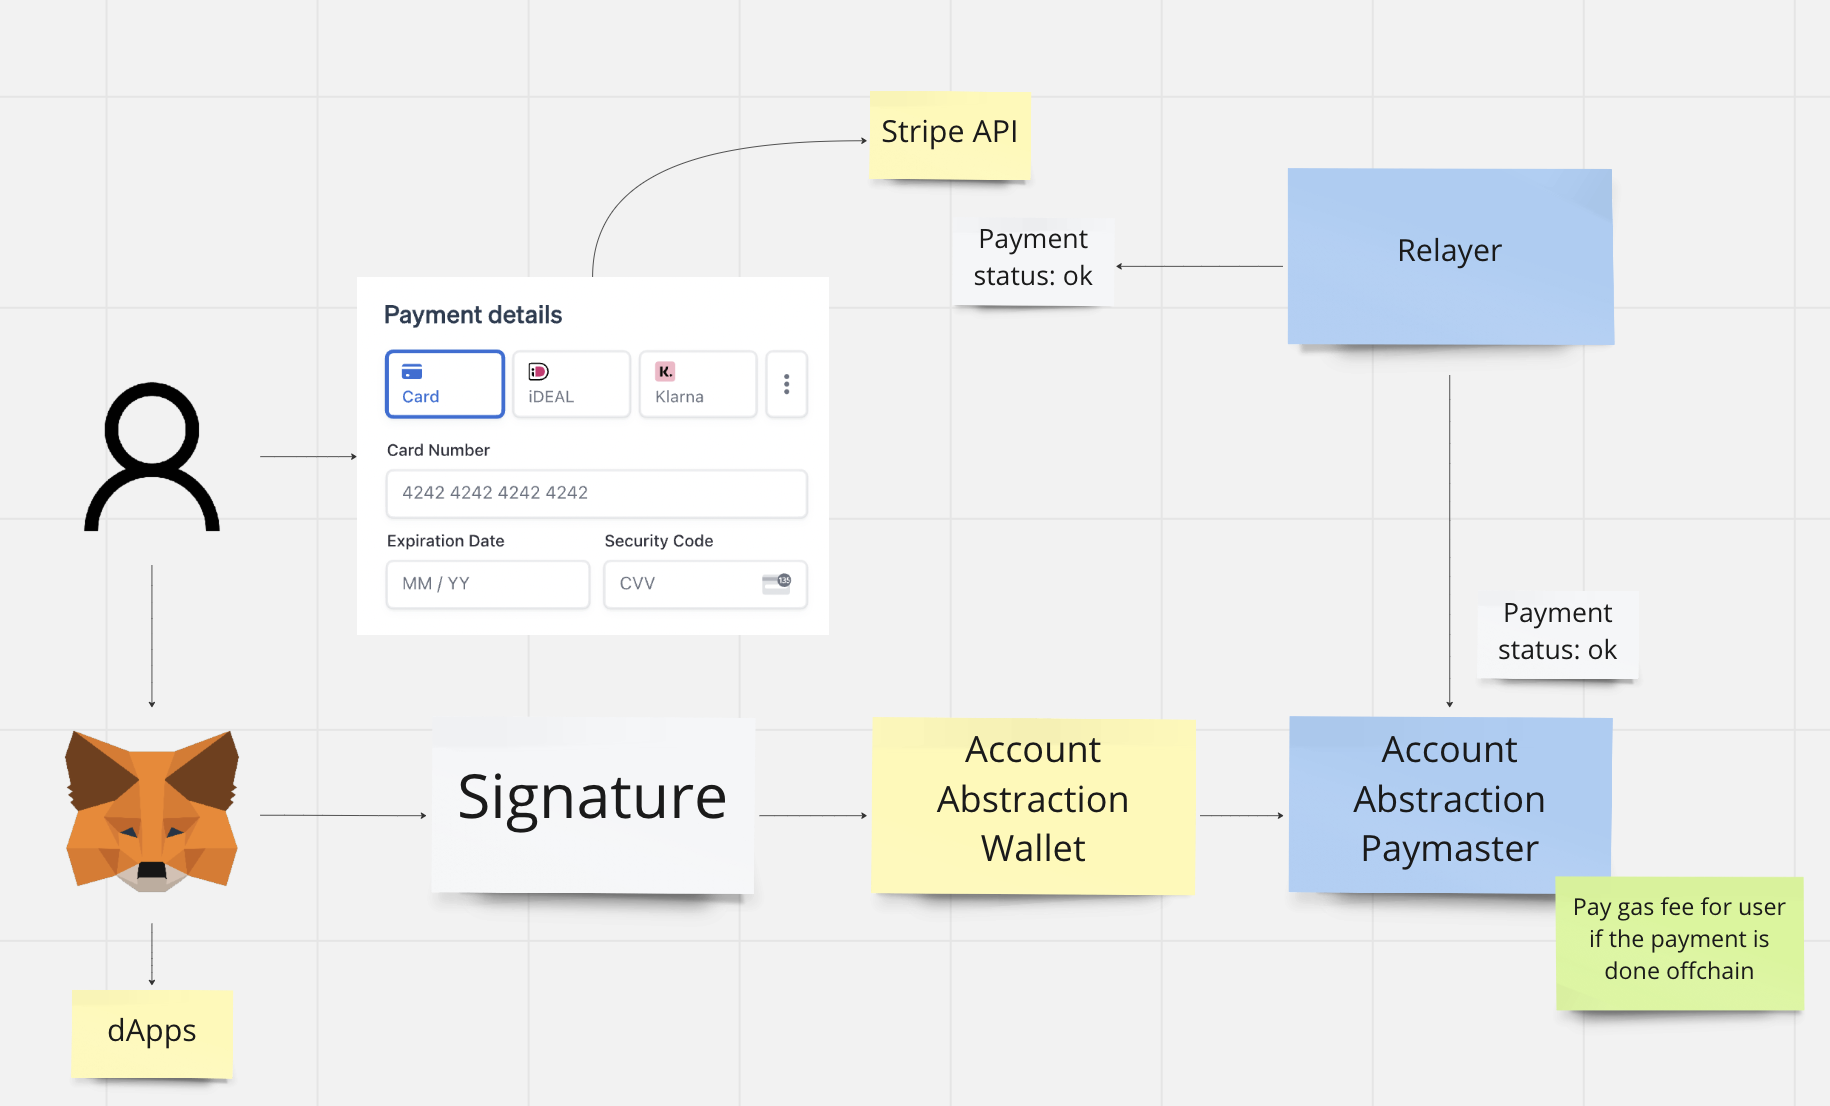 Stripe API
Payment
status: ok
Relayer
Payment details
Card
iDEAL
K.
Klarna
Card Number
4242 4242 4242 4242
Expiration Date
Security Code
MM / YY
CVV
135
Payment
status: ok
Signature
Account
Abstraction
Wallet
Account
Abstraction
Paymaster
Pay gas fee for user
if the payment is
done offchain
dApps